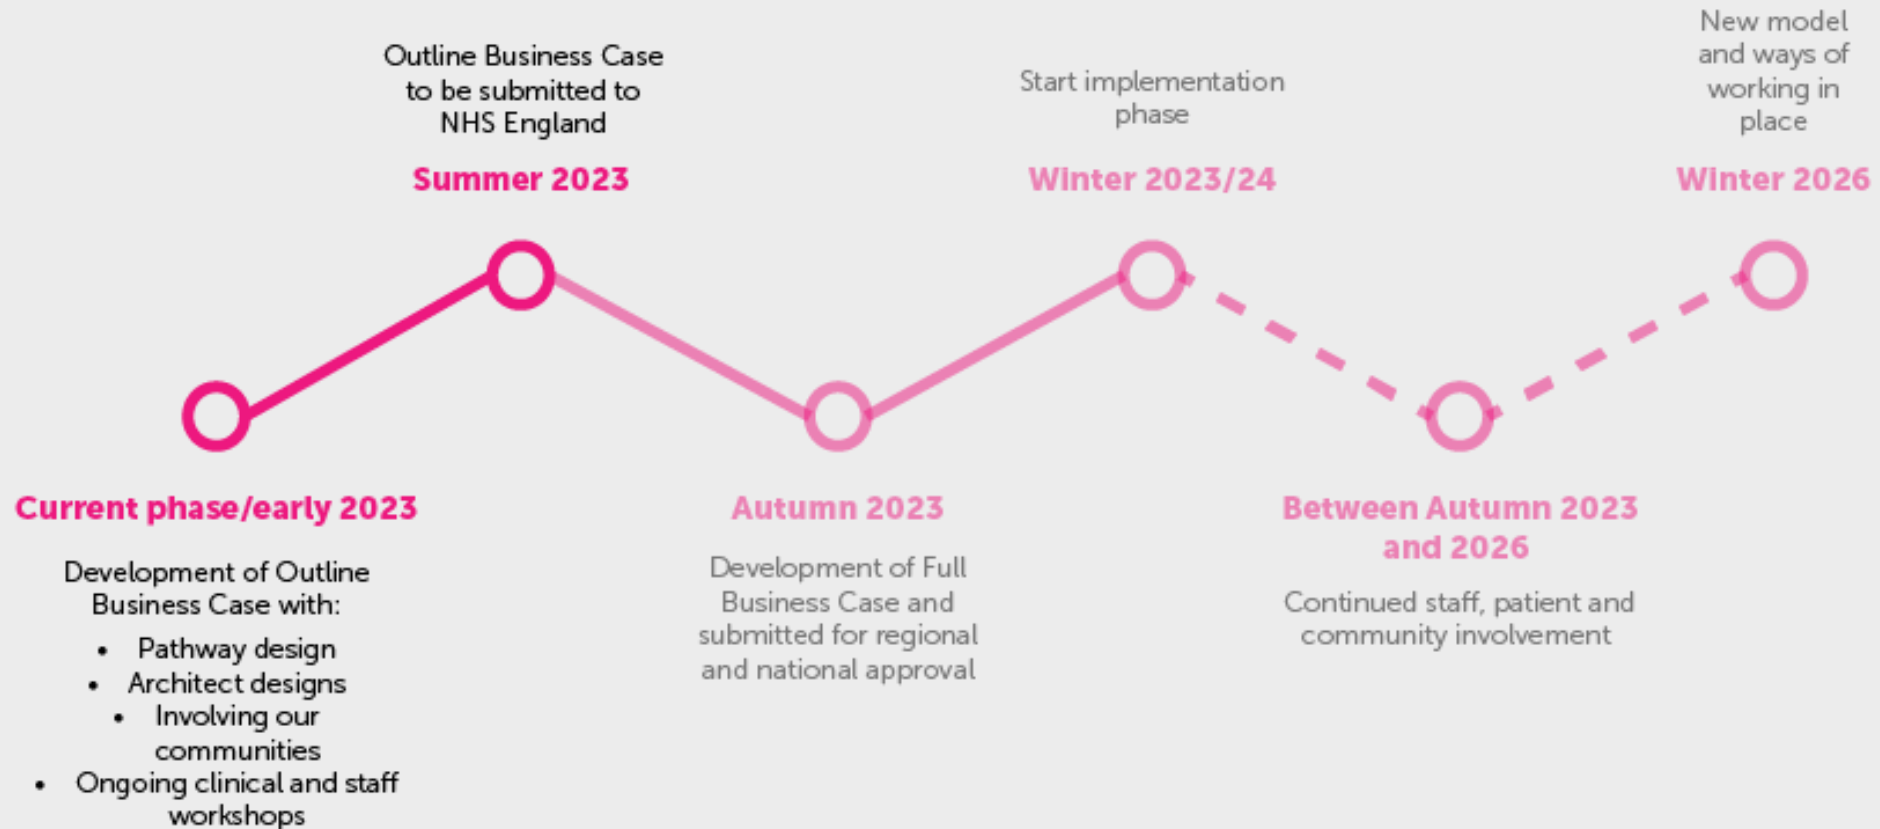 Outline Business Case
to be submitted to
NHS England
Summer 2023
Start implementation
phase
Winter 2023/24
New model
and ways of
working in
place
Winter 2026
Current phase/early 2023
Development of Outline
Business Case with:
• Pathway design
• Architect designs
• Involving our
communities
• Ongoing clinical and staff
workshops
Autumn 2023
Development of Full
Business Case and
submitted for regional
and national approval
Between Autumn 2023
and 2026
Continued staff, patient and
community involvement